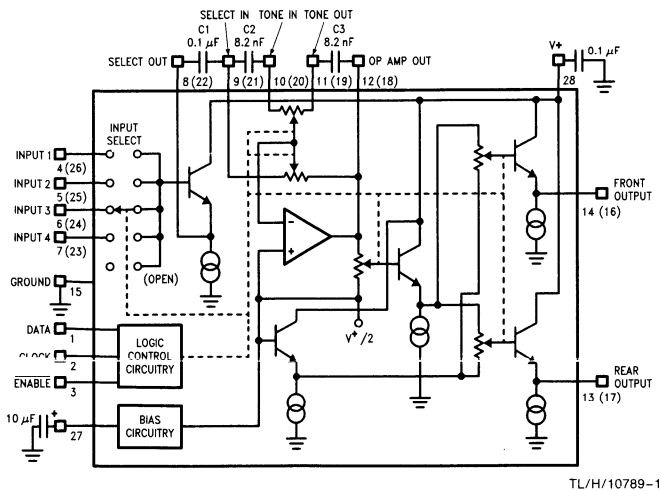 SELECT IN TONE IN TONE OUT
C1
0.1 μF
C2
8.2 nF
C3
8.2 nF
SELECT OUT
OP AMP OUT
V+
0.1 μF
8 (22)
9 (21)
10 (20)
11 (19)
12 (18)
28
INPUT
SELECT
INPUT 1
4 (26)
INPUT 2
5 (25)
INPUT 3
6 (24)
INPUT 4
7 (23)
(OPEN)
GROUND
15
FRONT
OUTPUT
14 (16)
V+/2
DATA
1
CLOCK
2
ENABLE
3
LOGIC
CONTROL
CIRCUITRY
REAR
OUTPUT
13 (17)
10 μF
+
27
BIAS
CIRCUITRY
-
+
TL/H/10789-1